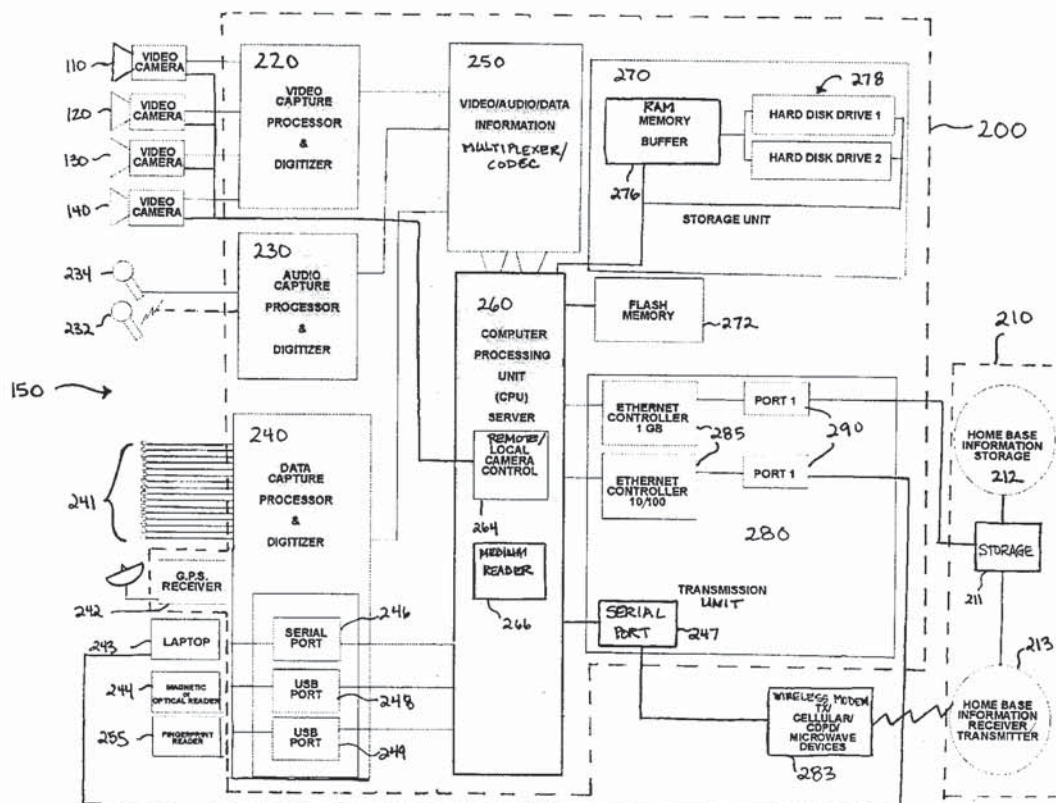 110
VIDEO
CAMERA
120
VIDEO
CAMERA
130
VIDEO
CAMERA
140
VIDEO
CAMERA
220
VIDEO
CAPTURE
PROCESSOR
&
DIGITIZER
250
VIDEO/AUDIO/DATA
INFORMATION
MULTIPLEXER/
CODEC
270
RAM
MEMORY
BUFFER
276
278
HARD DISK DRIVE 1
HARD DISK DRIVE 2
STORAGE UNIT
200
234
232
230
AUDIO
CAPTURE
PROCESSOR
&
DIGITIZER
260
COMPUTER
PROCESSING
UNIT
(CPU)
SERVER
REMOTE/
LOCAL
CAMERA
CONTROL
264
MEDIUM
READER
266
FLASH
MEMORY
272
150
241
240
DATA
CAPTURE
PROCESSOR
&
DIGITIZER
G.P.S.
RECEIVER
242
LAPTOP
243
MAGNETIC
or
OPTICAL READER
244
FINGERPRINT
READER
255
SERIAL
PORT
246
USB
PORT
248
USB
PORT
249
ETHERNET
CONTROLLER
1 GB
285
PORT 1
290
ETHERNET
CONTROLLER
10/100
PORT 1
280
TRANSMISSION
UNIT
SERIAL
PORT
247
WIRELESS MODEM
TX/
CELLULAR/
CDPD/
MICROWAVE
DEVICES
283
210
HOME BASE
INFORMATION
STORAGE
212
STORAGE
211
213
HOME BASE
INFORMATION
RECEIVER
TRANSMITTER